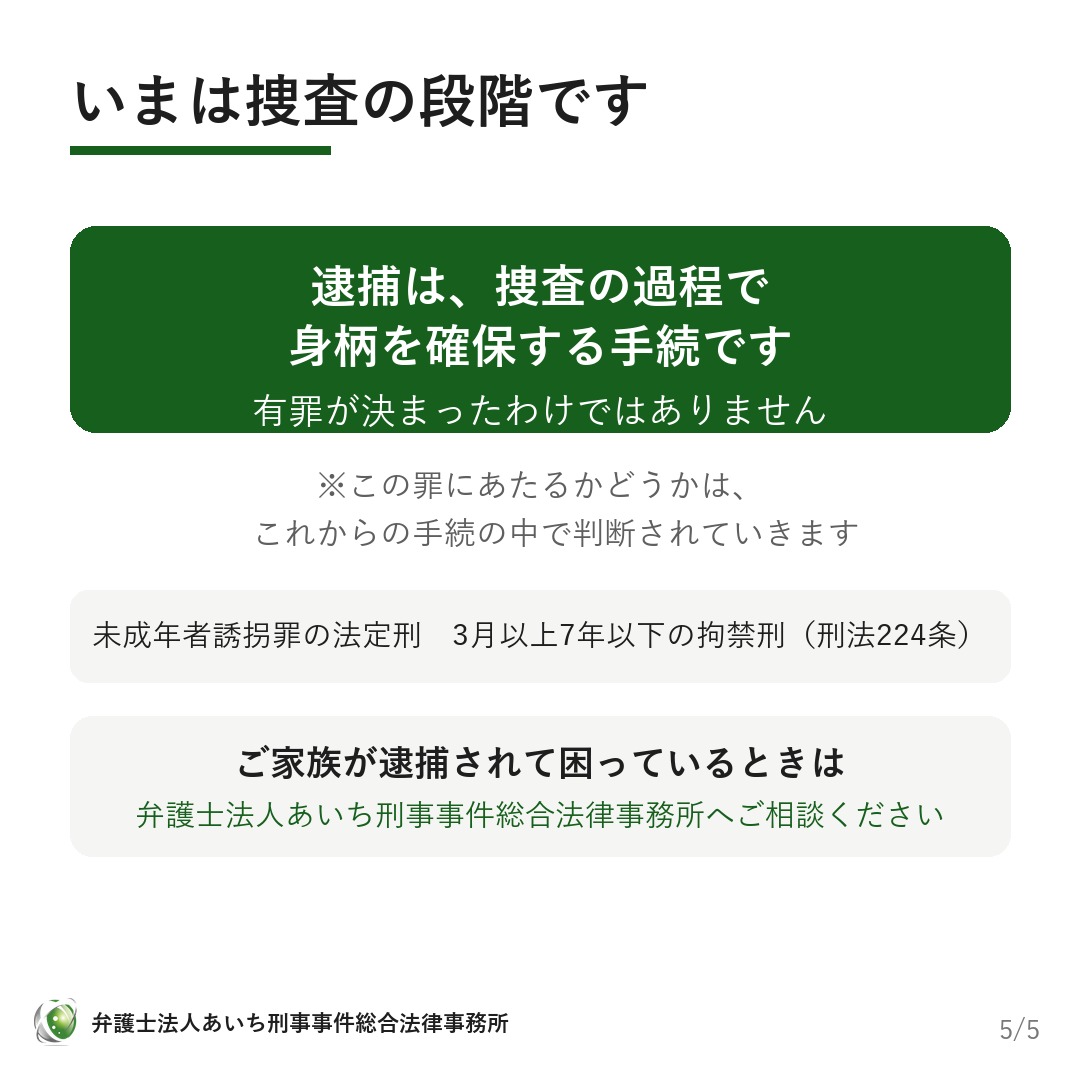 いまは捜査の段階です
逮捕は、捜査の過程で
身柄を確保する手続です
有罪が決まったわけではありません
※この罪にあたるかどうかは、
これからの手続の中で判断されていきます
未成年者誘拐罪の法定刑　3月以上7年以下の拘禁刑（刑法224条）
ご家族が逮捕されて困っているときは
弁護士法人あいち刑事事件総合法律事務所へご相談ください
弁護士法人あいち刑事事件総合法律事務所
5/5